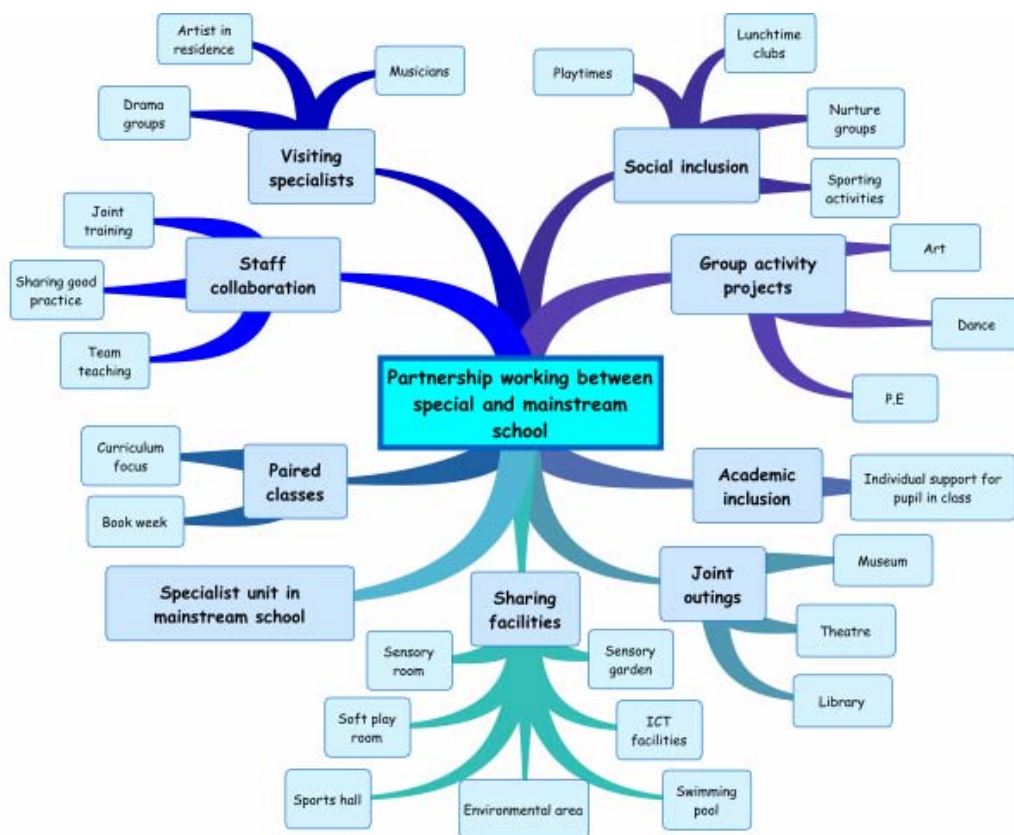 Artist in
residence
Musicians
Drama
groups
Visiting
specialists
Lunchtime
clubs
Playtimes
Nurture
groups
Social inclusion
Sporting
activities
Joint
training
Staff
collaboration
Sharing good
practice
Team
teaching
Group activity
projects
Art
Dance
P.E
Partnership working between
special and mainstream
school
Curriculum
focus
Paired
classes
Book week
Academic
inclusion
Individual support for
pupil in class
Specialist unit in
mainstream school
Sharing
facilities
Joint
outings
Museum
Theatre
Library
Sensory
room
Sensory
garden
Soft play
room
ICT
facilities
Sports hall
Environmental area
Swimming
pool